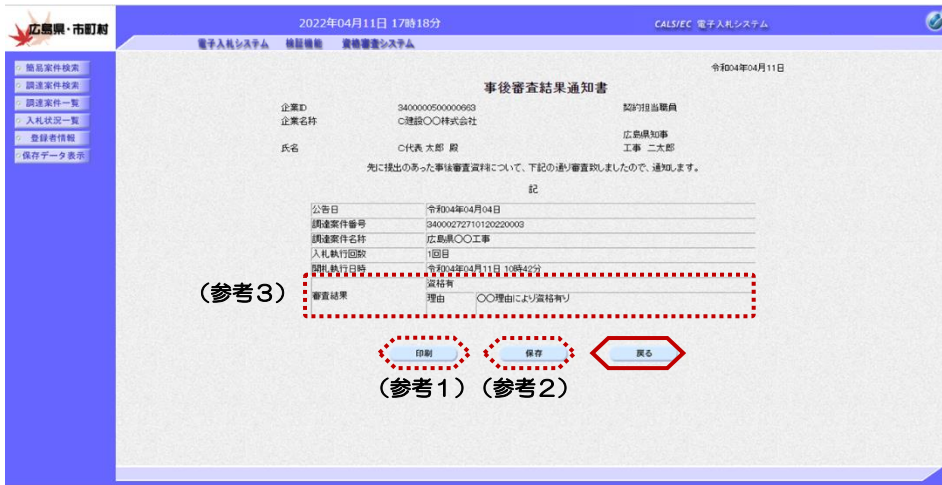 広島県・市町村
2022年04月11日 17時18分
CALS/EC 電子入札システム
電子入札システム 検証機能 資格審査システム
簡易案件検索
調達案件検索
調達案件一覧
入札状況一覧
登録者情報
保存データ表示
令和04年04月11日
事後審査結果通知書
企業ID 3400000500000663 契約担当職員
企業名称 C建設〇〇株式会社
広島県知事
氏名 C代表 太郎 殿 工事 二太郎
先に提出のあった事後審査資料について、下記の通り審査致しましたので、通知します。
記
公告日 令和04年04月04日
調達案件番号 34000272710120220003
調達案件名称 広島県〇〇工事
入札執行回数 1回目
開札執行日時 令和04年04月11日 10時42分
(参考3)
審査結果 資格有
理由 〇〇理由により資格有り
印刷 保存 戻る
(参考1) (参考2)